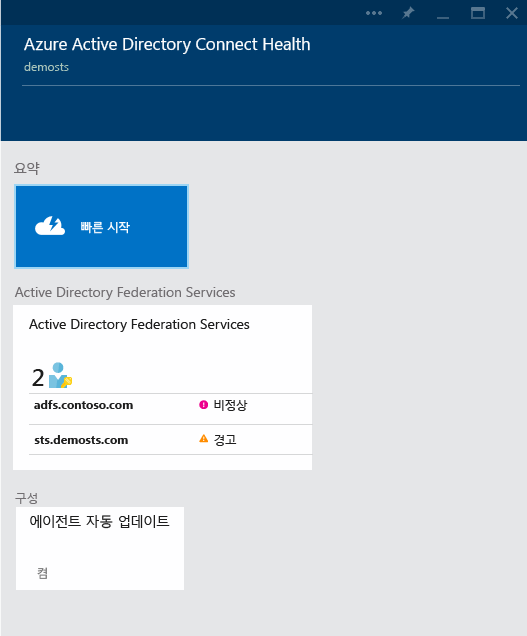 Azure Active Directory Connect Health
demosts
요약
빠른 시작
Active Directory Federation Services
Active Directory Federation Services
2
adfs.contoso.com 비정상
sts.demosts.com 경고
구성
에이전트 자동 업데이트
켬